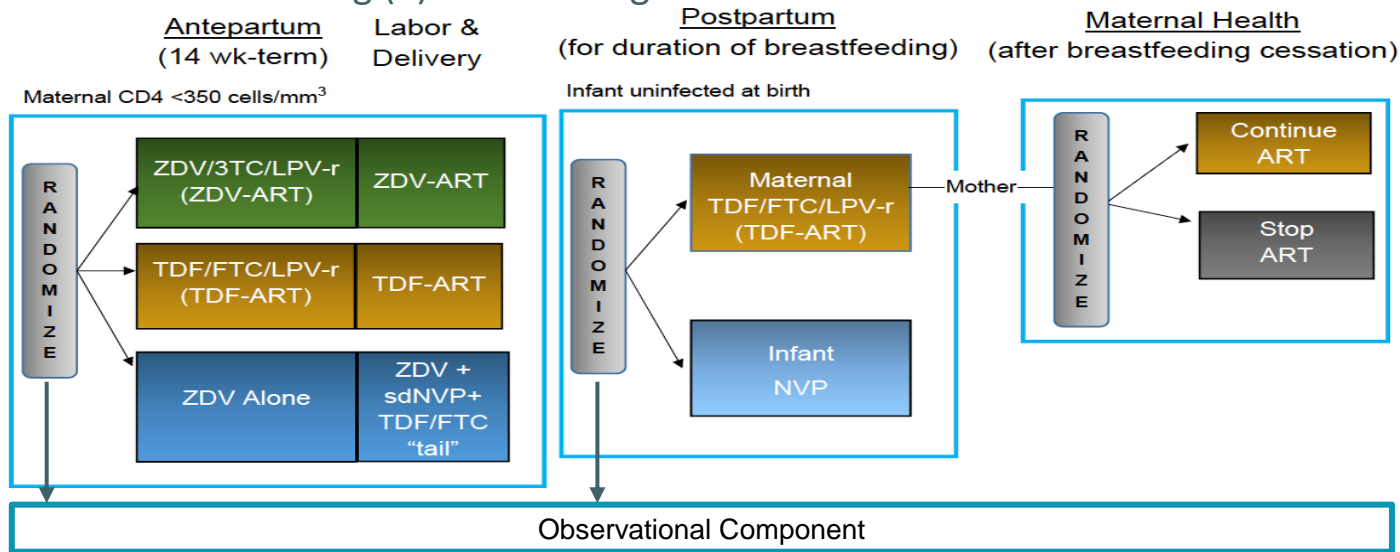 Antepartum
(14 wk-term)
Labor &
Delivery
Postpartum
(for duration of breastfeeding)
Maternal Health
(after breastfeeding cessation)
Maternal CD4 <350 cells/mm³
Infant uninfected at birth
RANDOMIZE
ZDV/3TC/LPV-r
(ZDV-ART)
ZDV-ART
TDF/FTC/LPV-r
(TDF-ART)
TDF-ART
ZDV Alone
ZDV +
sdNVP+
TDF/FTC
“tail”
RANDOMIZE
Maternal
TDF/FTC/LPV-r
(TDF-ART)
Infant
NVP
Mother
RANDOMIZE
Continue
ART
Stop
ART
Observational Component